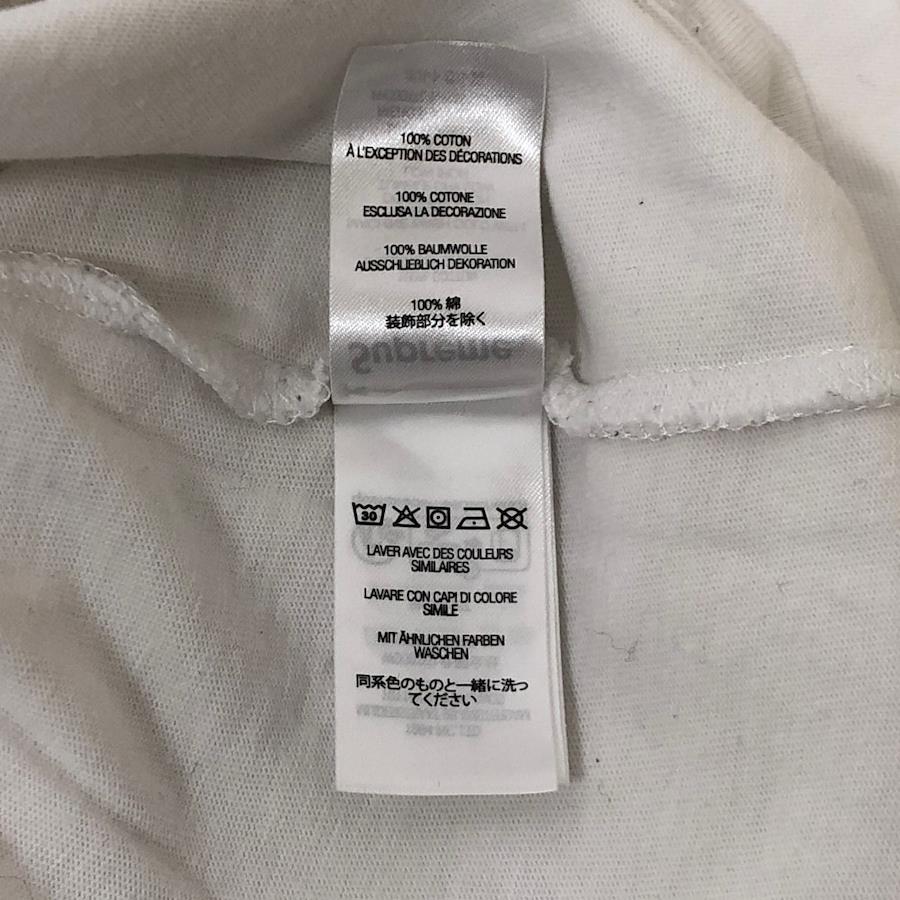 100% COTON
À L'EXCEPTION DES DÉCORATIONS
100% COTONE
ESCLUSA LA DECORAZIONE
100% BAUMWOLLE
AUSSCHLIEßLICH DEKORATION
100% 綿
装飾部分を除く
Supreme
30
LAVER AVEC DES COULEURS
SIMILAIRES
LAVARE CON CAPI DI COLORE
SIMILE
MIT ÄHNLICHEN FARBEN
WASCHEN
同系色のものと一緒に洗っ
てください